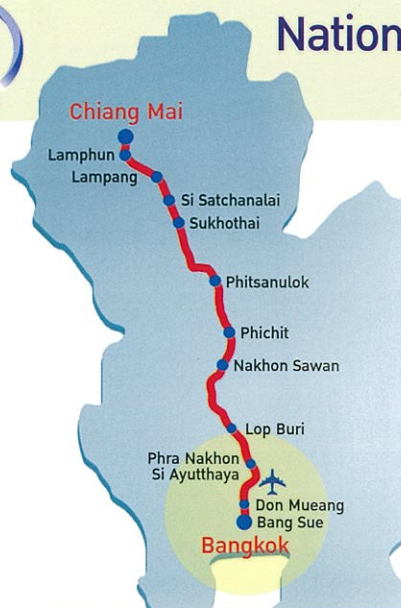 Nation
Chiang Mai
Lamphun
Lampang
Si Satchanalai
Sukhothai
Phitsanulok
Phichit
Nakhon Sawan
Lop Buri
Phra Nakhon
Si Ayutthaya
Don Mueang
Bang Sue
Bangkok